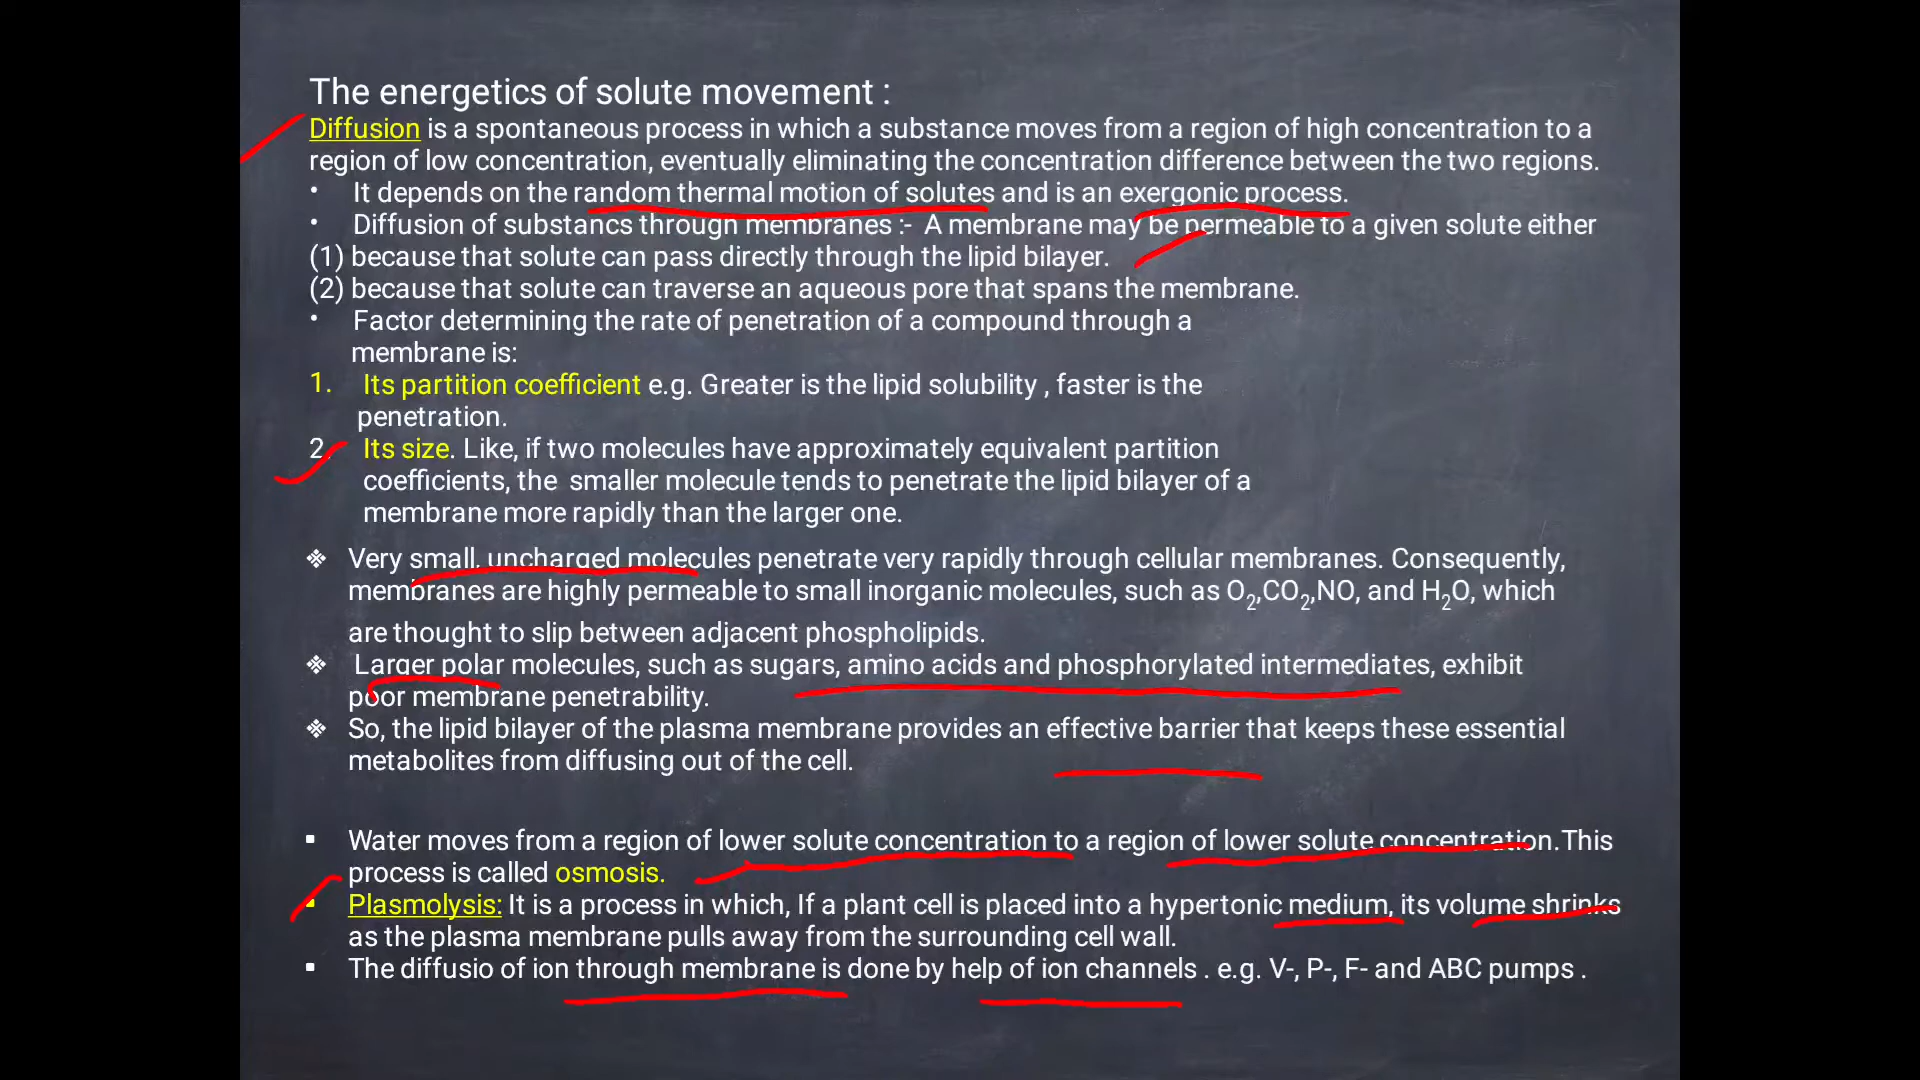 The energetics of solute movement :
Diffusion is a spontaneous process in which a substance moves from a region of high concentration to a
region of low concentration, eventually eliminating the concentration difference between the two regions.
• It depends on the random thermal motion of solutes and is an exergonic process.
• Diffusion of substancs through membranes :- A membrane may be permeable to a given solute either
(1) because that solute can pass directly through the lipid bilayer.
(2) because that solute can traverse an aqueous pore that spans the membrane.
• Factor determining the rate of penetration of a compound through a
membrane is:
1. Its partition coefficient e.g. Greater is the lipid solubility , faster is the
penetration.
2. Its size. Like, if two molecules have approximately equivalent partition
coefficients, the smaller molecule tends to penetrate the lipid bilayer of a
membrane more rapidly than the larger one.
❖ Very small, uncharged molecules penetrate very rapidly through cellular membranes. Consequently,
membranes are highly permeable to small inorganic molecules, such as O₂,CO₂,NO, and H₂O, which
are thought to slip between adjacent phospholipids.
❖ Larger polar molecules, such as sugars, amino acids and phosphorylated intermediates, exhibit
poor membrane penetrability.
❖ So, the lipid bilayer of the plasma membrane provides an effective barrier that keeps these essential
metabolites from diffusing out of the cell.
▪ Water moves from a region of lower solute concentration to a region of lower solute concentration.This
process is called osmosis.
▪ Plasmolysis: It is a process in which, If a plant cell is placed into a hypertonic medium, its volume shrinks
as the plasma membrane pulls away from the surrounding cell wall.
▪ The diffusio of ion through membrane is done by help of ion channels . e.g. V-, P-, F- and ABC pumps .